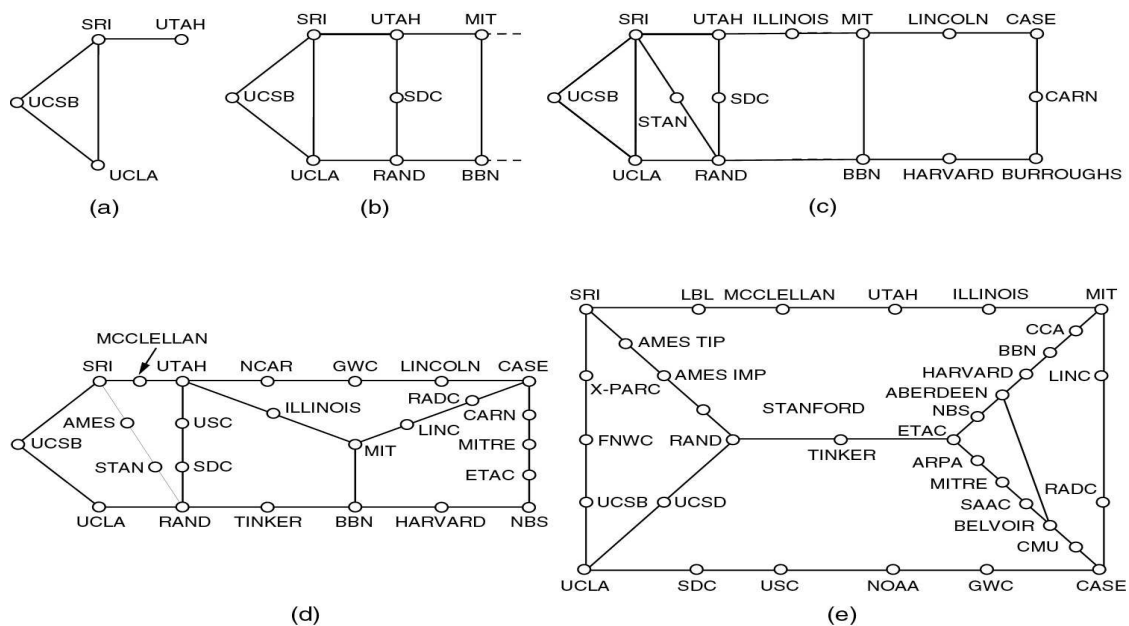 SRI UTAH
UCSB
UCLA
(a)
SRI UTAH MIT
UCSB SDC
UCLA RAND BBN
(b)
SRI UTAH ILLINOIS MIT LINCOLN CASE
UCSB SDC CARN
STAN
UCLA RAND BBN HARVARD BURROUGHS
(c)
MCCLELLAN
SRI UTAH NCAR GWC LINCOLN CASE
RADC
ILLINOIS CARN
AMES USC LINC
UCSB MIT MITRE
STAN SDC ETAC
UCLA RAND TINKER BBN HARVARD NBS
(d)
SRI LBL MCCLELLAN UTAH ILLINOIS MIT
CCA
AMES TIP BBN
X-PARC AMES IMP HARVARD LINC
ABERDEEN
STANFORD NBS
FNWC RAND ETAC
TINKER
ARPA
MITRE
UCSB UCSD SAAC RADC
BELVOIR
CMU
UCLA SDC USC NOAA GWC CASE
(e)